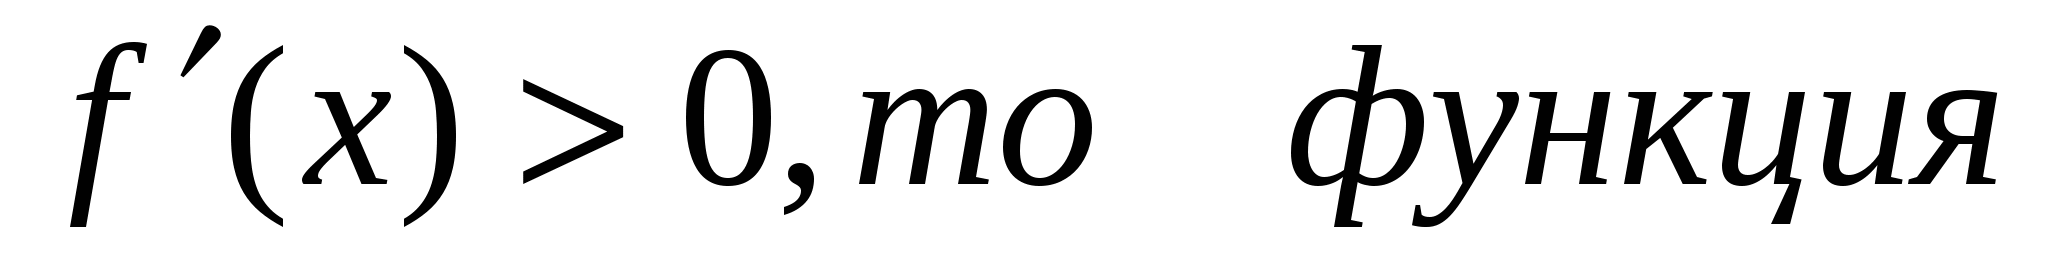 f ′(x) > 0, то функция